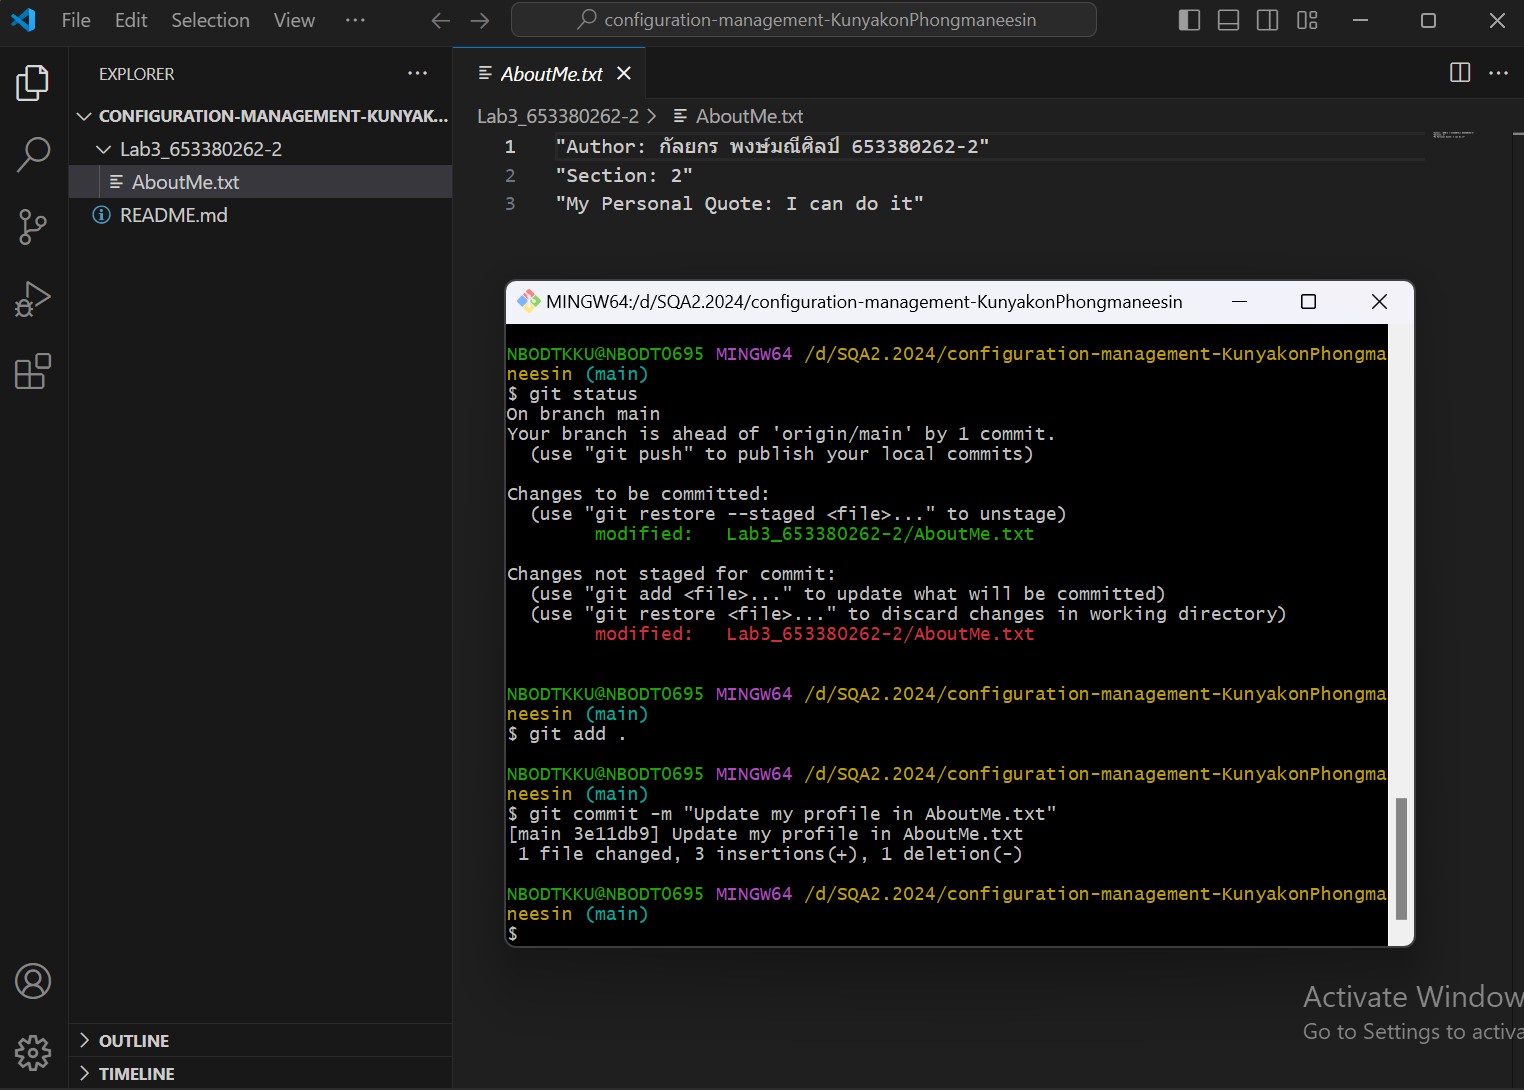 File Edit Selection View ...
configuration-management-KunyakonPhongmaneesin
EXPLORER
CONFIGURATION-MANAGEMENT-KUNYAK...
Lab3_653380262-2
AboutMe.txt
README.md
OUTLINE
TIMELINE
AboutMe.txt
Lab3_653380262-2 > AboutMe.txt
1 "Author: กัลยกร พงษ์มณีศิลป์ 653380262-2"
2 "Section: 2"
3 "My Personal Quote: I can do it"
MINGW64:/d/SQA2.2024/configuration-management-KunyakonPhongmaneesin
NBODTKKU@NBODT0695 MINGW64 /d/SQA2.2024/configuration-management-KunyakonPhongma
neesin (main)
$ git status
On branch main
Your branch is ahead of 'origin/main' by 1 commit.
(use "git push" to publish your local commits)
Changes to be committed:
(use "git restore --staged <file>..." to unstage)
modified: Lab3_653380262-2/AboutMe.txt
Changes not staged for commit:
(use "git add <file>..." to update what will be committed)
(use "git restore <file>..." to discard changes in working directory)
modified: Lab3_653380262-2/AboutMe.txt
NBODTKKU@NBODT0695 MINGW64 /d/SQA2.2024/configuration-management-KunyakonPhongma
neesin (main)
$ git add .
NBODTKKU@NBODT0695 MINGW64 /d/SQA2.2024/configuration-management-KunyakonPhongma
neesin (main)
$ git commit -m "Update my profile in AboutMe.txt"
[main 3e11db9] Update my profile in AboutMe.txt
1 file changed, 3 insertions(+), 1 deletion(-)
NBODTKKU@NBODT0695 MINGW64 /d/SQA2.2024/configuration-management-KunyakonPhongma
neesin (main)
$
Activate Window
Go to Settings to activa